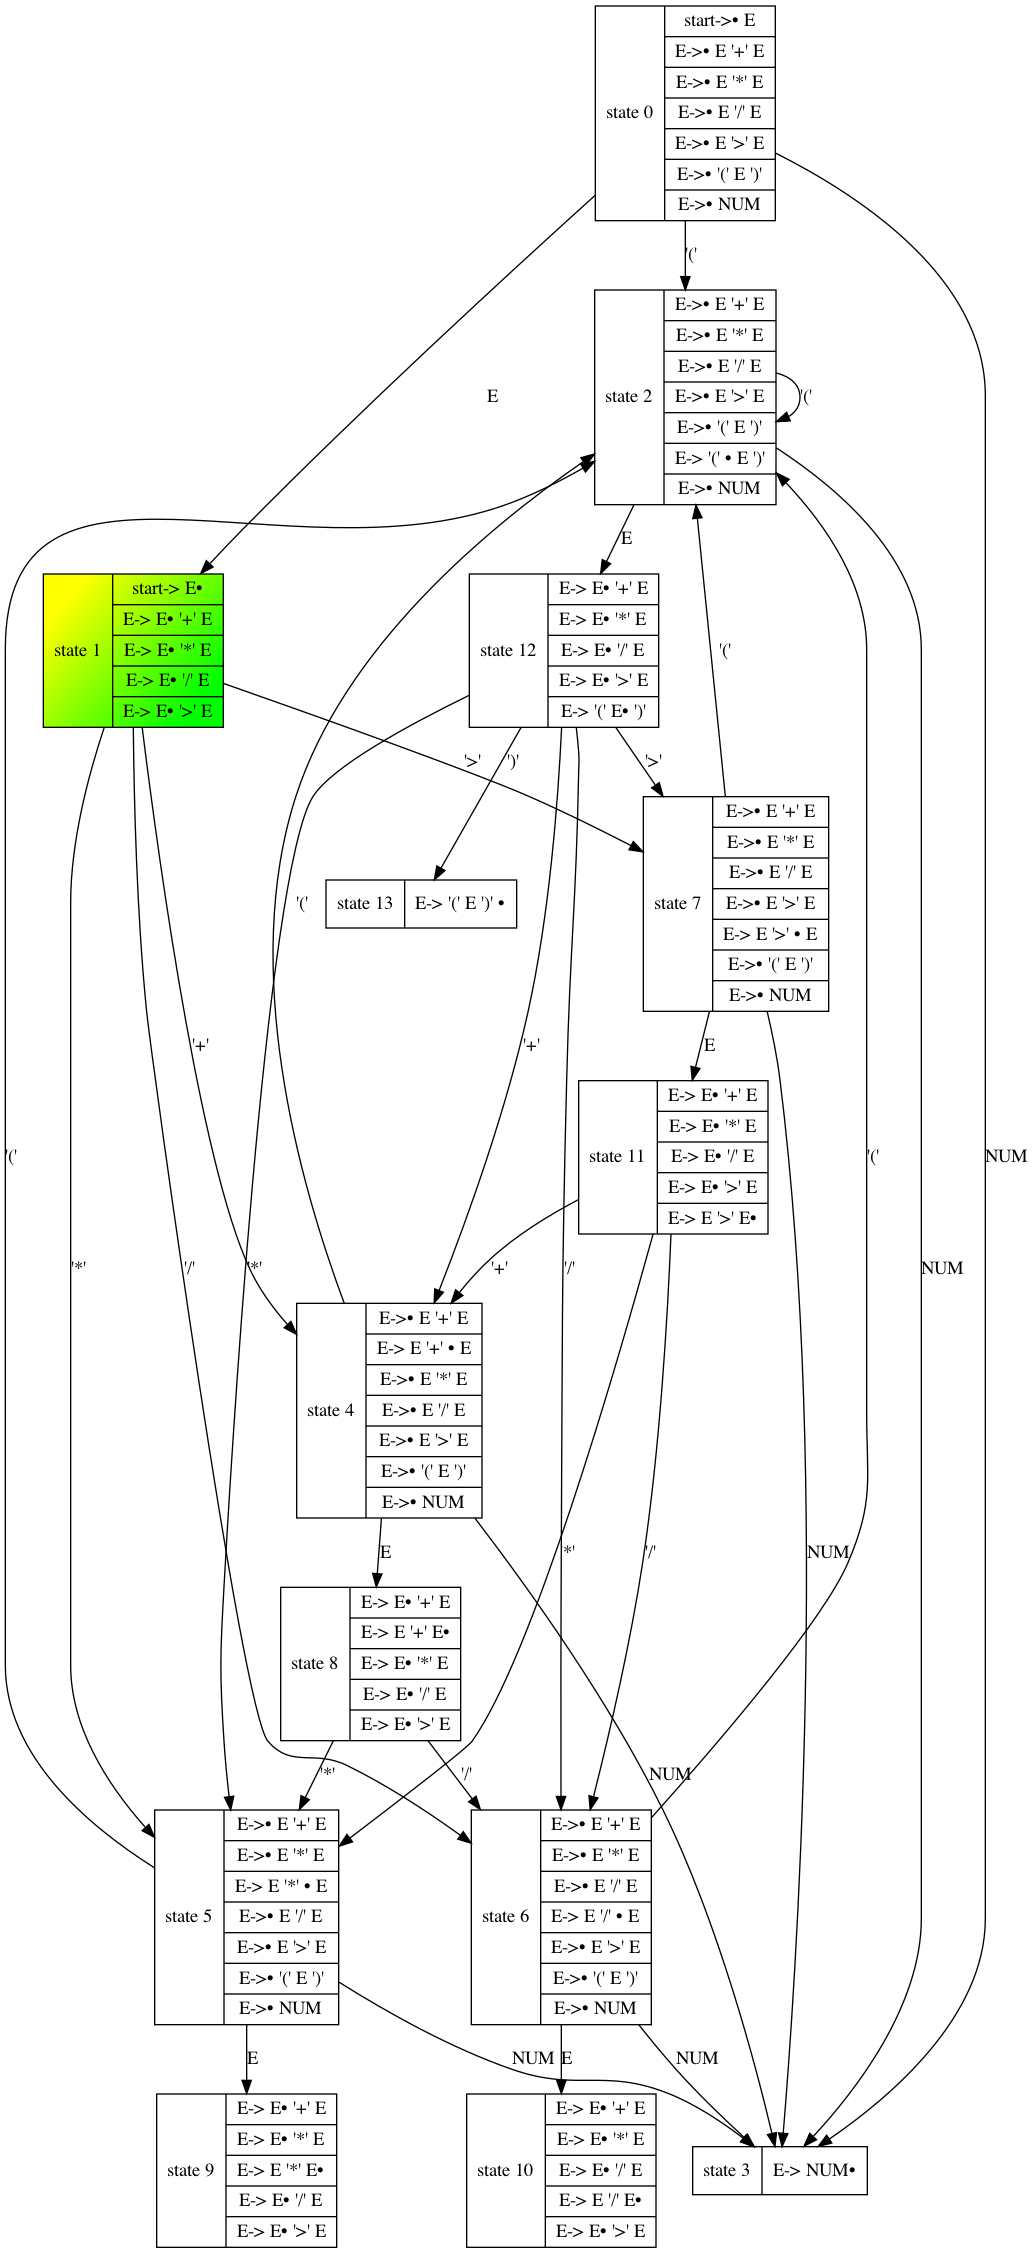 state 0
start->• E
E->• E '+' E
E->• E '*' E
E->• E '/' E
E->• E '>' E
E->• '(' E ')'
E->• NUM
'('
state 2
E->• E '+' E
E->• E '*' E
E->• E '/' E
E->• E '>' E
E->• '(' E ')'
E-> '(' • E ')'
E->• NUM
'('
E
E
state 1
start-> E•
E-> E• '+' E
E-> E• '*' E
E-> E• '/' E
E-> E• '>' E
state 12
E-> E• '+' E
E-> E• '*' E
E-> E• '/' E
E-> E• '>' E
E-> '(' E• ')'
'('
'>'
')'
'>'
state 7
E->• E '+' E
E->• E '*' E
E->• E '/' E
E->• E '>' E
E-> E '>' • E
E->• '(' E ')'
E->• NUM
state 13
E-> '(' E ')' •
'('
'+'
'+'
E
state 11
E-> E• '+' E
E-> E• '*' E
E-> E• '/' E
E-> E• '>' E
E-> E '>' E•
'('
'('
NUM
'*'
'/'
'*'
'+'
'/'
NUM
state 4
E->• E '+' E
E-> E '+' • E
E->• E '*' E
E->• E '/' E
E->• E '>' E
E->• '(' E ')'
E->• NUM
E
'*'
'/'
NUM
state 8
E-> E• '+' E
E-> E '+' E•
E-> E• '*' E
E-> E• '/' E
E-> E• '>' E
'*'
'/'
NUM
state 5
E->• E '+' E
E->• E '*' E
E-> E '*' • E
E->• E '/' E
E->• E '>' E
E->• '(' E ')'
E->• NUM
state 6
E->• E '+' E
E->• E '*' E
E->• E '/' E
E-> E '/' • E
E->• E '>' E
E->• '(' E ')'
E->• NUM
E
NUM
E
NUM
state 9
E-> E• '+' E
E-> E• '*' E
E-> E '*' E•
E-> E• '/' E
E-> E• '>' E
state 10
E-> E• '+' E
E-> E• '*' E
E-> E• '/' E
E-> E '/' E•
E-> E• '>' E
state 3
E-> NUM•